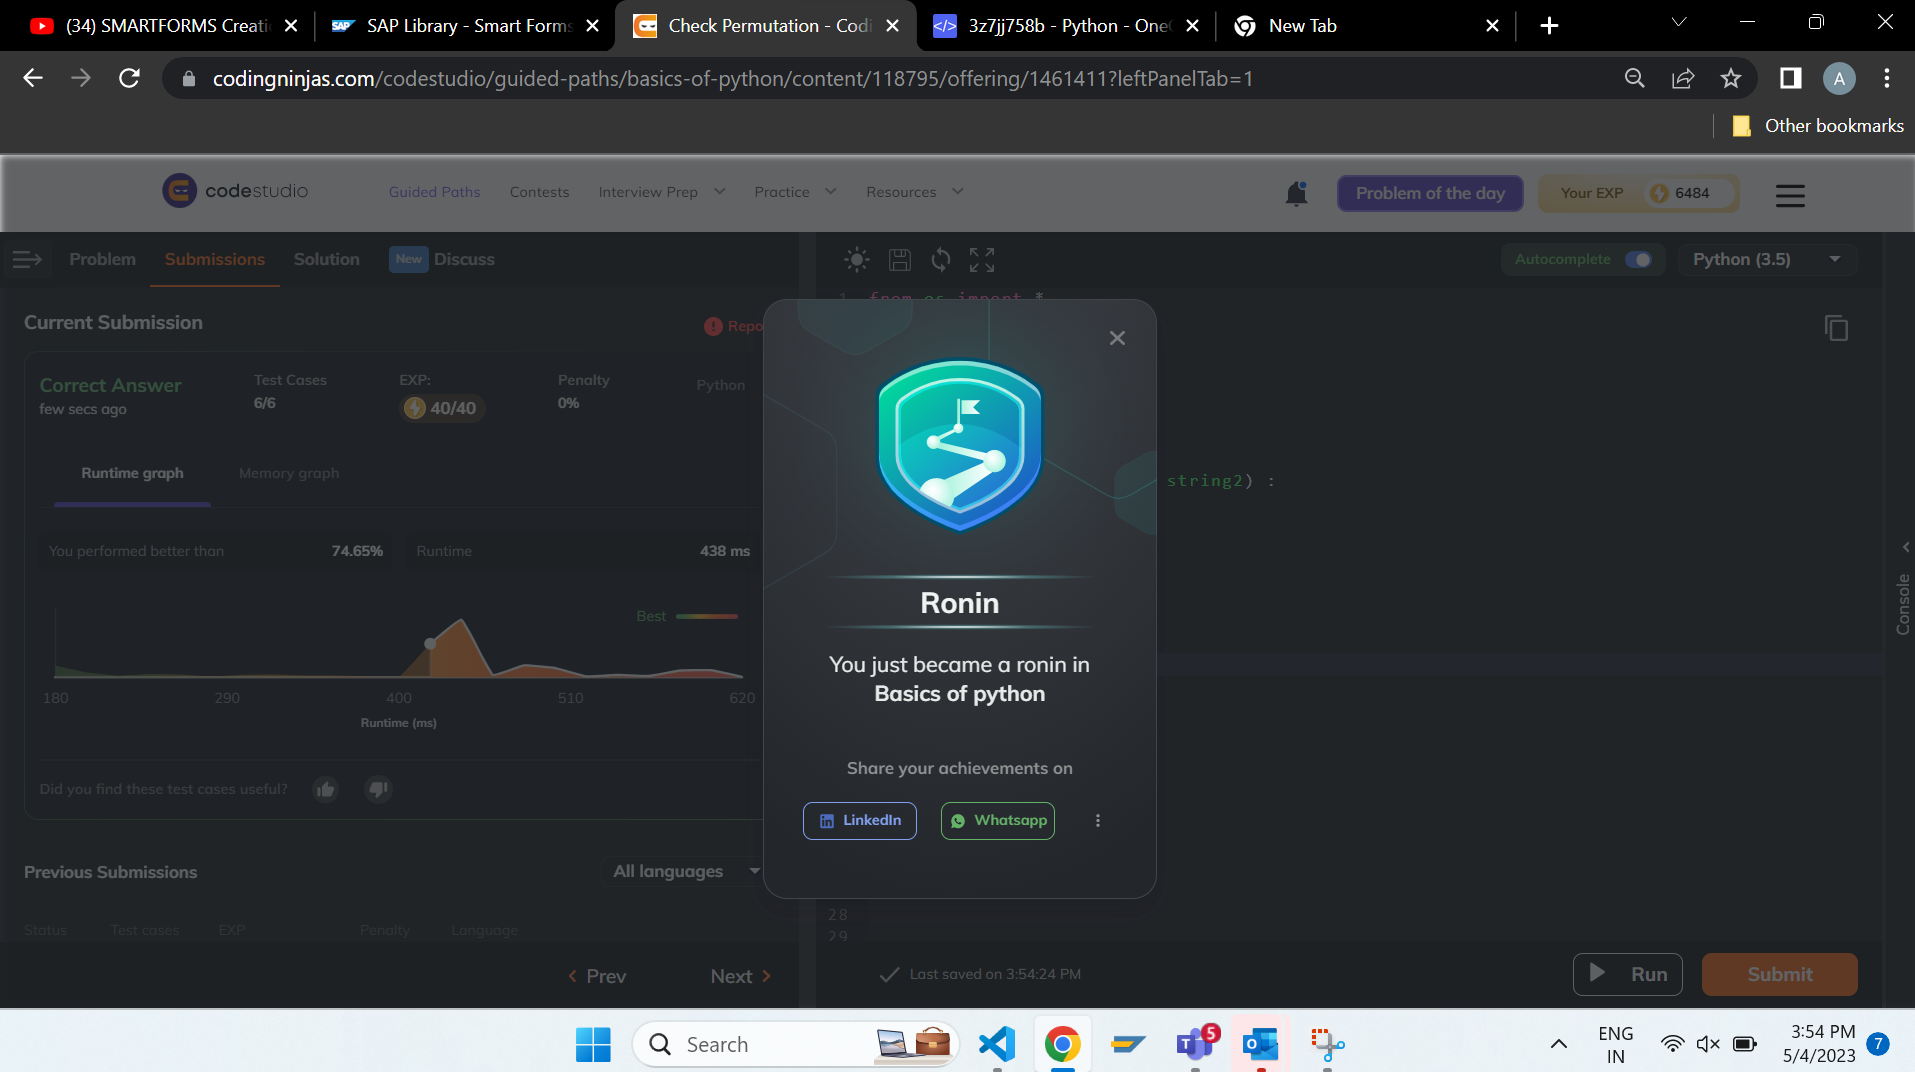 (34) SMARTFORMS Creati
SAP
SAP Library - Smart Forms
Check Permutation - Codi
3z7jj758b - Python - One
New Tab
codingninjas.com/codestudio/guided-paths/basics-of-python/content/118795/offering/1461411?leftPanelTab=1
A
Other bookmarks
codestudio
Guided Paths
Contests
Interview Prep
Practice
Resources
Problem of the day
Your EXP
6484
Problem
Submissions
Solution
New
Discuss
Autocomplete
Python (3.5)
1 from os import *
Current Submission
Repo
Correct Answer
few secs ago
Test Cases
6/6
EXP:
40/40
Penalty
0%
Python
Runtime graph
Memory graph
string2) :
You performed better than
74.65%
Runtime
438 ms
Best
180
290
400
510
620
Runtime (ms)
Did you find these test cases useful?
Ronin
You just became a ronin in
Basics of python
Share your achievements on
LinkedIn
Whatsapp
Console
Previous Submissions
All languages
Status
Test cases
EXP
Penalty
Language
28
29
Prev
Next
Last saved on 3:54:24 PM
Run
Submit
Search
5
ENG
IN
3:54 PM
5/4/2023
7